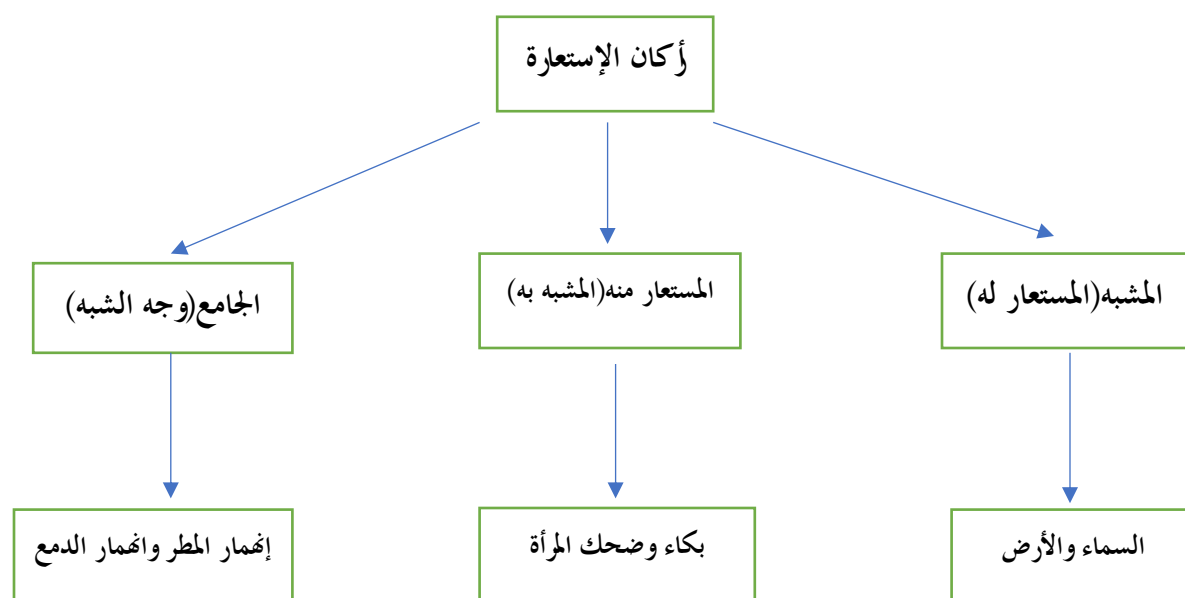 أركان الإستعارة
المشبه(المستعار له)
المستعار منه(المشبه به)
الجامع(وجه الشبه)
السماء والأرض
بكاء وضحك المرأة
إنهمار المطر وانهمار الدمع